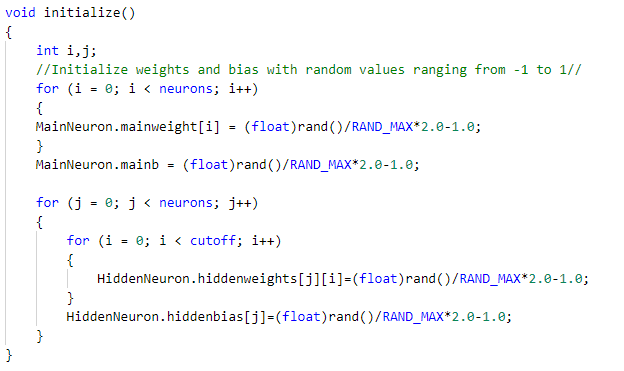 void initialize()
{
    int i,j;
    //Initialize weights and bias with random values ranging from -1 to 1//
    for (i = 0; i < neurons; i++)
    {
    MainNeuron.mainweight[i] = (float)rand()/RAND_MAX*2.0-1.0;
    }
    MainNeuron.mainb = (float)rand()/RAND_MAX*2.0-1.0;

    for (j = 0; j < neurons; j++)
    {
        for (i = 0; i < cutoff; i++)
        {
            HiddenNeuron.hiddenweights[j][i]=(float)rand()/RAND_MAX*2.0-1.0;
        }
        HiddenNeuron.hiddenbias[j]=(float)rand()/RAND_MAX*2.0-1.0;
    }
}